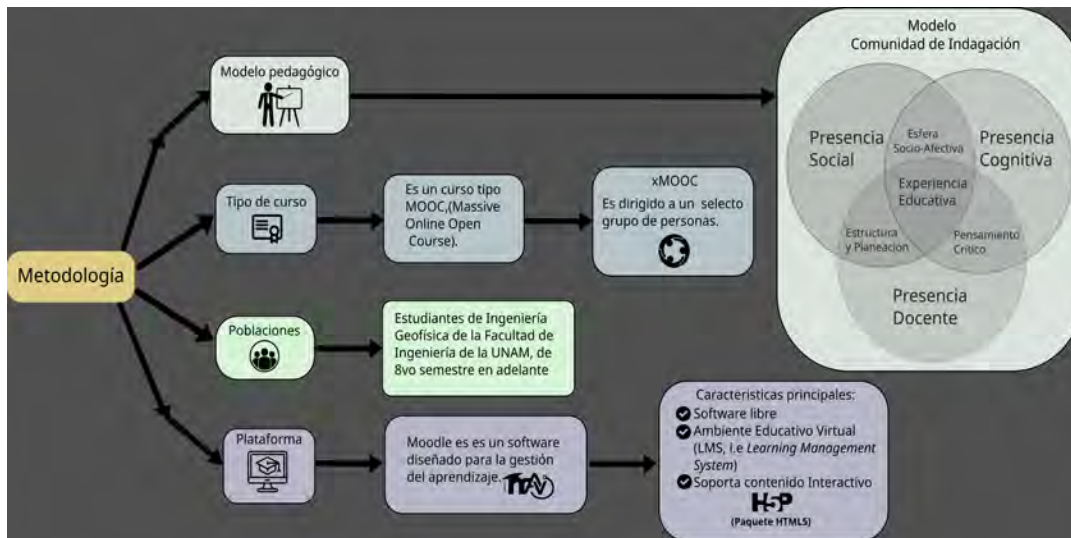 Metodología
Modelo pedagógico
Modelo
Comunidad de Indagación
Presencia
Social
Esfera
Socio-Afectiva
Presencia
Cognitiva
Experiencia
Educativa
Estructura
y Planeacion
Pensamiento
Critico
Presencia
Docente
Tipo de curso
Es un curso tipo
MOOC,(Massive
Online Open
Course).
xMOOC
Es dirigido a un selecto
grupo de personas.
Poblaciones
Estudiantes de Ingeniería
Geofísica de la Facultad de
Ingeniería de la UNAM, de
8vo semestre en adelante
Plataforma
Moodle es es un software
diseñado para la gestión
del aprendizaje.
Caracteristicas principales:
Software libre
Ambiente Educativo Virtual
(LMS, i.e Learning Management
System)
Soporta contenido Interactivo
H5P
(Paquete HTML5)